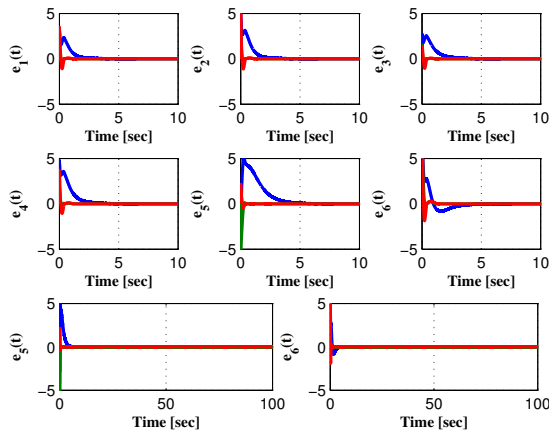 5 5 5
e1(t) 0 e2(t) 0 e3(t) 0
−5 −5 −5
0 5 10 0 5 10 0 5 10
Time [sec] Time [sec] Time [sec]
5 5 5
e4(t) 0 e5(t) 0 e6(t) 0
−5 −5 −5
0 5 10 0 5 10 0 5 10
Time [sec] Time [sec] Time [sec]
5 5
e5(t) 0 e6(t) 0
−5 −5
0 50 100 0 50 100
Time [sec] Time [sec]